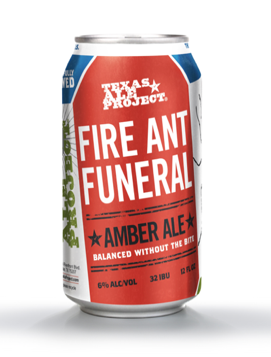 TEXAS
ALE
PROJECT.
FIRE ANT
FUNERAL
★AMBER ALE★
BALANCED WITHOUT THE BITE
6% ALC/VOL 32 IBU 12 FL